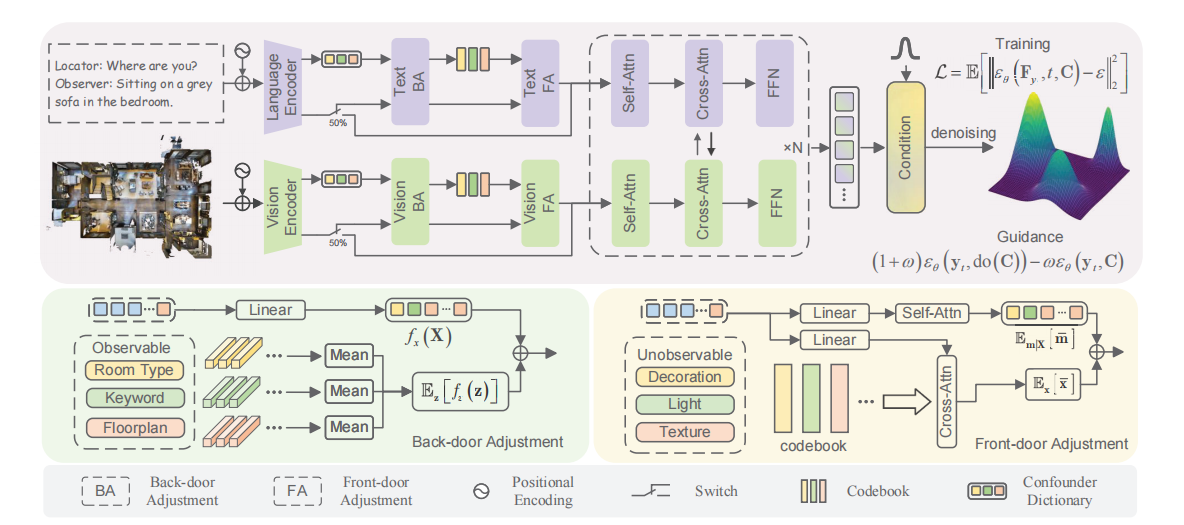 Locator: Where are you?
Observer: Sitting on a grey
sofa in the bedroom.
Language
Encoder
50%
Text
BA
Text
FA
Self-Attn
Cross-Attn
FFN
Vision
Encoder
50%
Vision
BA
Vision
FA
Self-Attn
Cross-Attn
FFN
×N
Condition
denoising
Training
ℒ = 𝔼[‖ε_θ(F_y, t, C) − ε‖₂²]
Guidance
(1+ω)ε_θ(y_t, do(C)) − ωε_θ(y_t, C)
Linear
f_x(X)
Observable
Room Type
Keyword
Floorplan
Mean
Mean
Mean
𝔼_z[f_z(z)]
Back-door Adjustment
Linear
Self-Attn
Linear
𝔼_{m|X}[m̄]
Unobservable
Decoration
Light
Texture
codebook
Cross-Attn
𝔼_x[x̄]
Front-door Adjustment
BA
Back-door
Adjustment
FA
Front-door
Adjustment
Positional
Encoding
Switch
Codebook
Confounder
Dictionary